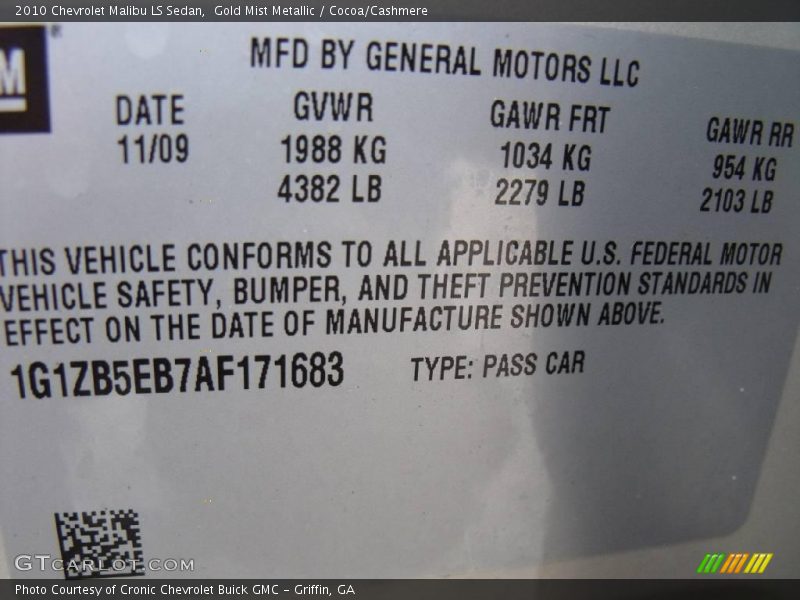 2010 Chevrolet Malibu LS Sedan,  Gold Mist Metallic / Cocoa/Cashmere
M
MFD BY GENERAL MOTORS LLC
DATE GVWR GAWR FRT GAWR RR
11/09 1988 KG 1034 KG 954 KG
4382 LB 2279 LB 2103 LB
THIS VEHICLE CONFORMS TO ALL APPLICABLE U.S. FEDERAL MOTOR
VEHICLE SAFETY, BUMPER, AND THEFT PREVENTION STANDARDS IN
EFFECT ON THE DATE OF MANUFACTURE SHOWN ABOVE.
1G1ZB5EB7AF171683 TYPE: PASS CAR
GTCARLOT.COM
Photo Courtesy of Cronic Chevrolet Buick GMC - Griffin, GA